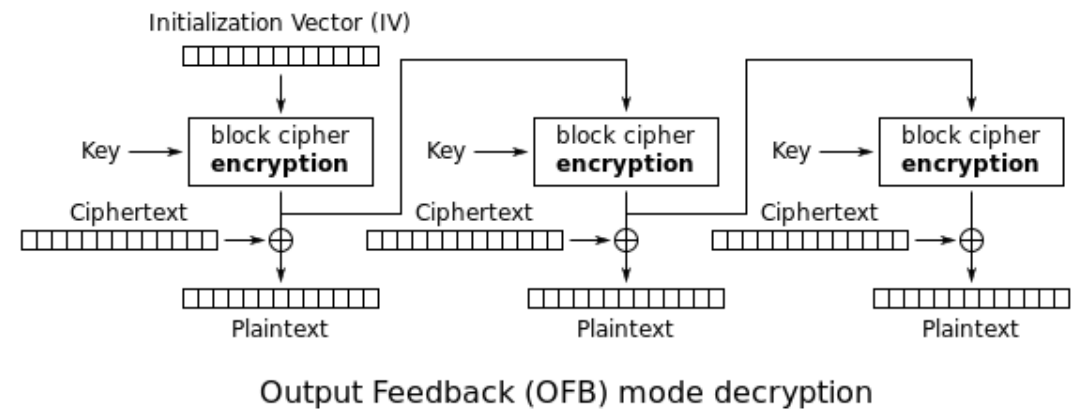 Initialization Vector (IV)
Key
block cipher
encryption
Key
block cipher
encryption
Key
block cipher
encryption
Ciphertext
Ciphertext
Ciphertext
Plaintext
Plaintext
Plaintext
Output Feedback (OFB) mode decryption